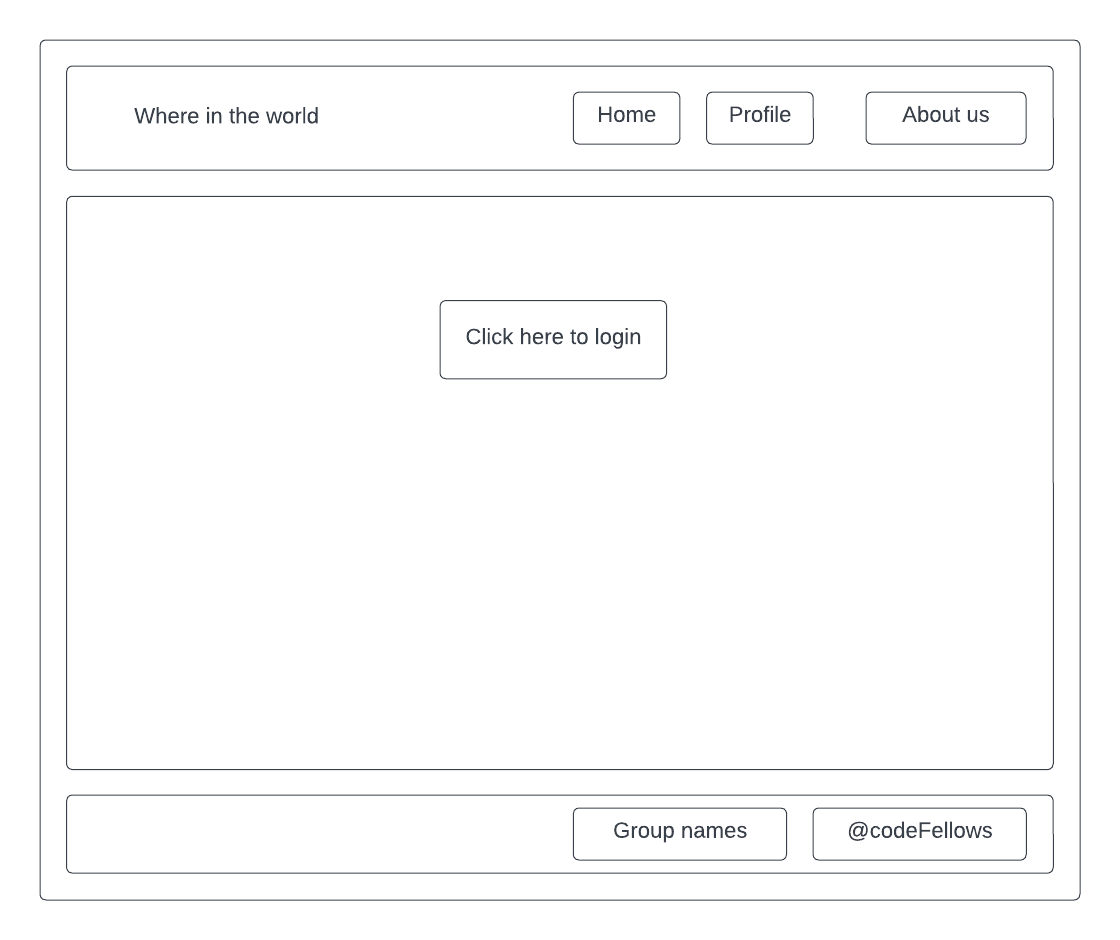 Where in the world
Home
Profile
About us
Click here to login
Group names
@codeFellows